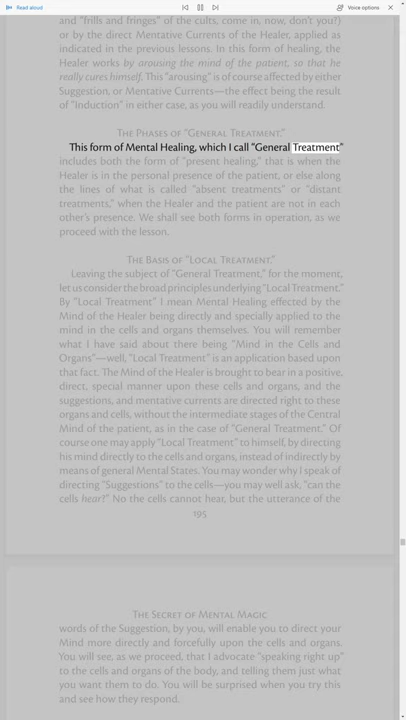 Read aloud
Voice options
and "frills and fringes" of the cults, come in, now, don't you?)
or by the direct Mentative Currents of the Healer, applied as
indicated in the previous lessons. In this form of healing, the
Healer works by arousing the mind of the patient, so that he
really cures himself. This "arousing" is of course affected by either
Suggestion, or Mentative Currents—the effect being the result
of "Induction" in either case, as you will readily understand.
The Phases of "General Treatment."
This form of Mental Healing, which I call "General Treatment"
includes both the form of "present healing," that is when the
Healer is in the personal presence of the patient, or else along
the lines of what is called "absent treatments" or "distant
treatments," when the Healer and the patient are not in each
other's presence. We shall see both forms in operation, as we
proceed with the lesson.
The Basis of "Local Treatment."
Leaving the subject of "General Treatment," for the moment,
let us consider the broad principles underlying "Local Treatment."
By "Local Treatment" I mean Mental Healing effected by the
Mind of the Healer being directly and specially applied to the
mind in the cells and organs themselves. You will remember
what I have said about there being "Mind in the Cells and
Organs"—well, "Local Treatment" is an application based upon
that fact. The Mind of the Healer is brought to bear in a positive,
direct, special manner upon these cells and organs, and the
suggestions, and mentative currents are directed right to these
organs and cells, without the intermediate stages of the Central
Mind of the patient, as in the case of "General Treatment." Of
course one may apply "Local Treatment" to himself, by directing
his mind directly to the cells and organs, instead of indirectly by
means of general Mental States. You may wonder why I speak of
directing "Suggestions" to the cells—you may well ask, "can the
cells hear?" No the cells cannot hear, but the utterance of the
195
The Secret of Mental Magic
words of the Suggestion, by you, will enable you to direct your
Mind more directly and forcefully upon the cells and organs.
You will see, as we proceed, that I advocate "speaking right up"
to the cells and organs of the body, and telling them just what
you want them to do. You will be surprised when you try this
and see how they respond.